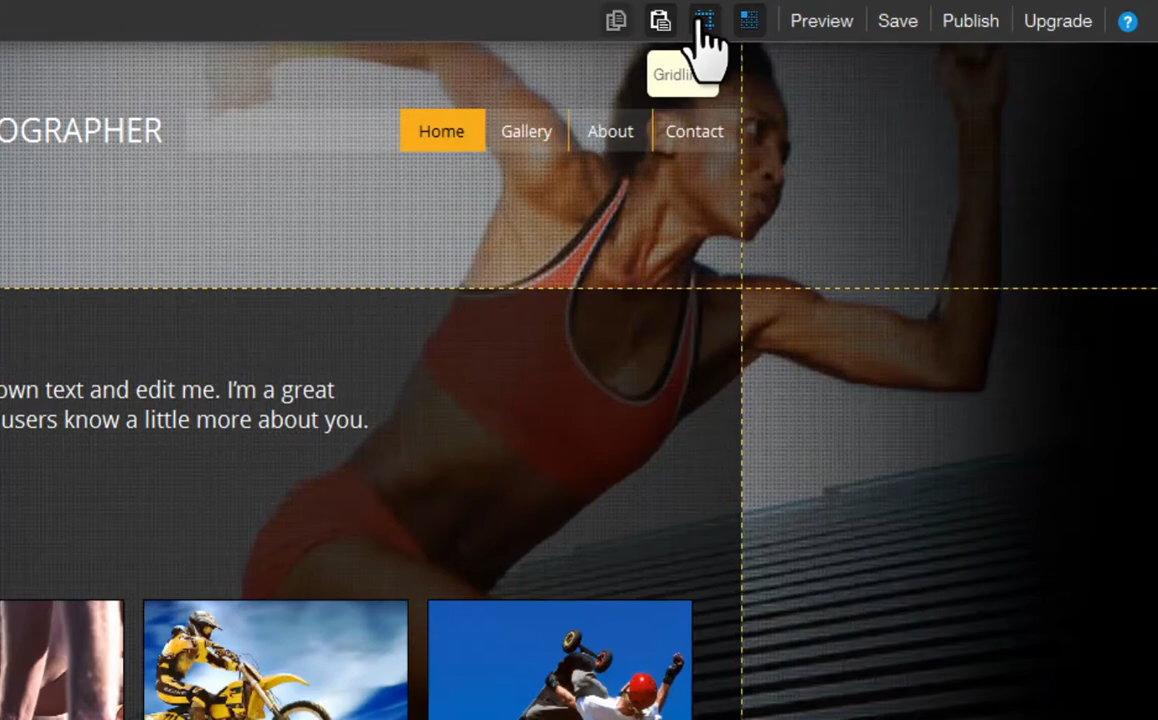 Preview Save Publish Upgrade ?
Gridli
OGRAPHER
Home Gallery About Contact
own text and edit me. I'm a great
users know a little more about you.